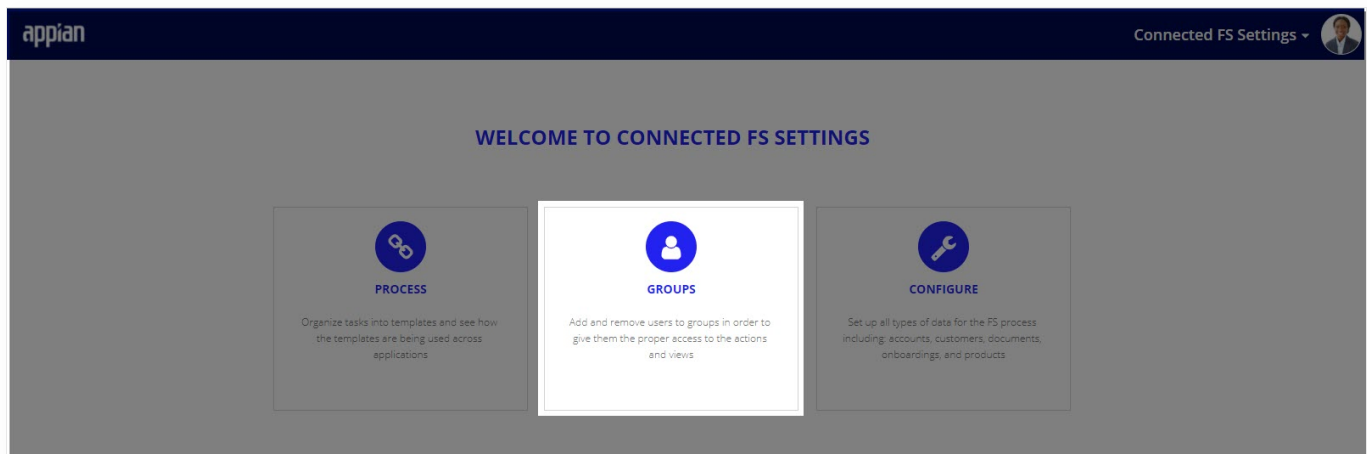 appian
Connected FS Settings
WELCOME TO CONNECTED FS SETTINGS
PROCESS
Organize tasks into templates and see how
the templates are being used across
applications
GROUPS
Add and remove users to groups in order to
give them the proper access to the actions
and views
CONFIGURE
Set up all types of data for the FS process
including: accounts, customers, documents,
onboardings, and products